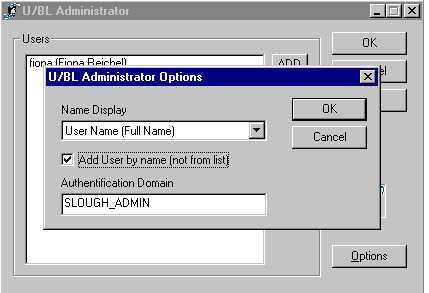 U/BL Administrator
Users
OK
fiona (Fiona Reichel)
ADD
U/BL Administrator Options
Name Display
OK
User Name (Full Name)
Cancel
Add User by name (not from list)
Authentification Domain
SLOUGH_ADMIN
Options